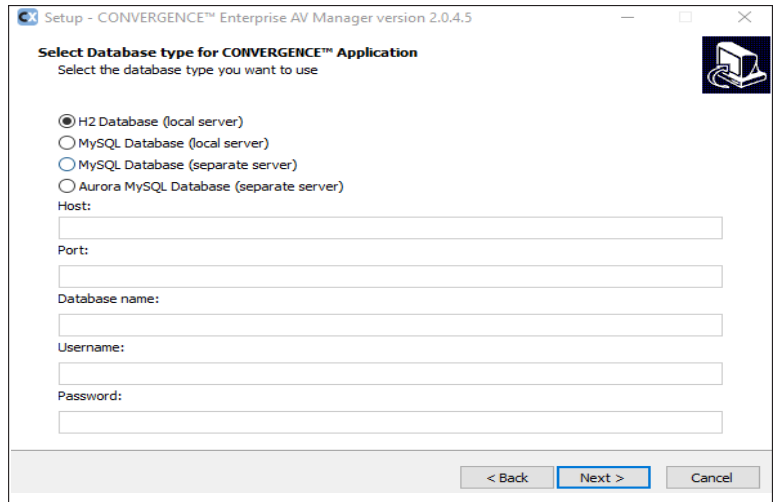 CX Setup - CONVERGENCE™ Enterprise AV Manager version 2.0.4.5
Select Database type for CONVERGENCE™ Application
Select the database type you want to use
H2 Database (local server)
MySQL Database (local server)
MySQL Database (separate server)
Aurora MySQL Database (separate server)
Host:
Port:
Database name:
Username:
Password:
< Back Next > Cancel